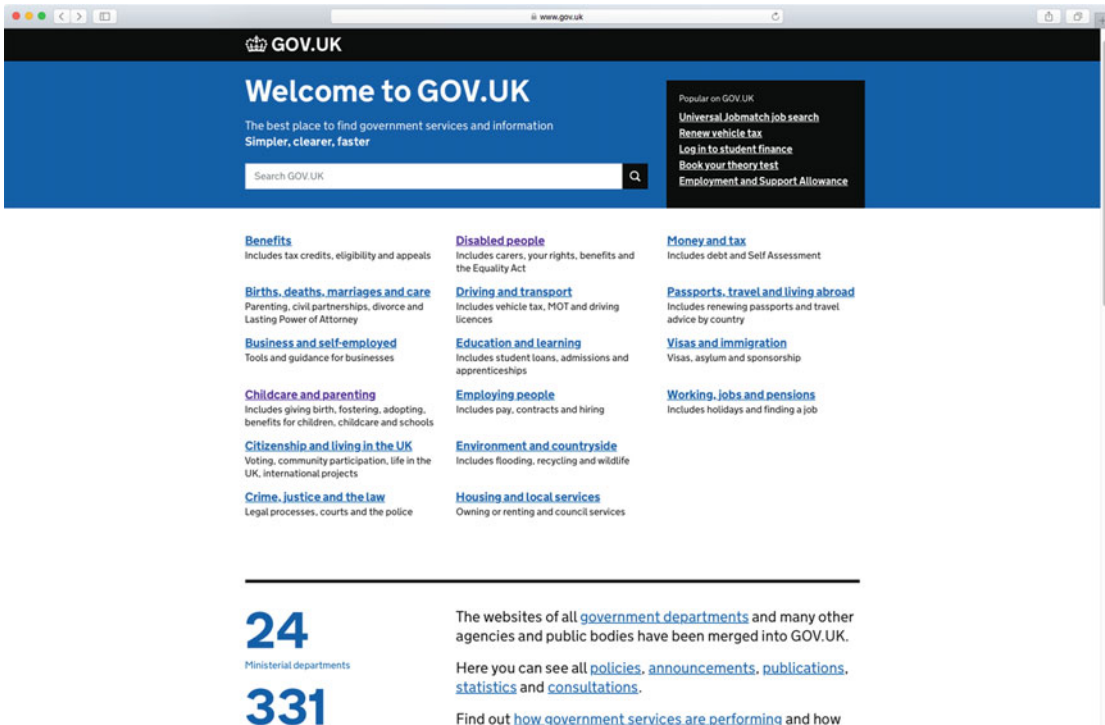 www.gov.uk
GOV.UK
Welcome to GOV.UK
The best place to find government services and information
Simpler, clearer, faster
Search GOV.UK
Popular on GOV.UK
Universal Jobmatch job search
Renew vehicle tax
Log in to student finance
Book your theory test
Employment and Support Allowance
Benefits
Includes tax credits, eligibility and appeals
Births, deaths, marriages and care
Parenting, civil partnerships, divorce and
Lasting Power of Attorney
Business and self-employed
Tools and guidance for businesses
Childcare and parenting
Includes giving birth, fostering, adopting,
benefits for children, childcare and schools
Citizenship and living in the UK
Voting, community participation, life in the
UK, international projects
Crime, justice and the law
Legal processes, courts and the police
Disabled people
Includes carers, your rights, benefits and
the Equality Act
Driving and transport
Includes vehicle tax, MOT and driving
licences
Education and learning
Includes student loans, admissions and
apprenticeships
Employing people
Includes pay, contracts and hiring
Environment and countryside
Includes flooding, recycling and wildlife
Housing and local services
Owning or renting and council services
Money and tax
Includes debt and Self Assessment
Passports, travel and living abroad
Includes renewing passports and travel
advice by country
Visas and immigration
Visas, asylum and sponsorship
Working, jobs and pensions
Includes holidays and finding a job
24
Ministerial departments
331
The websites of all government departments and many other
agencies and public bodies have been merged into GOV.UK.
Here you can see all policies, announcements, publications,
statistics and consultations.
Find out how government services are performing and how